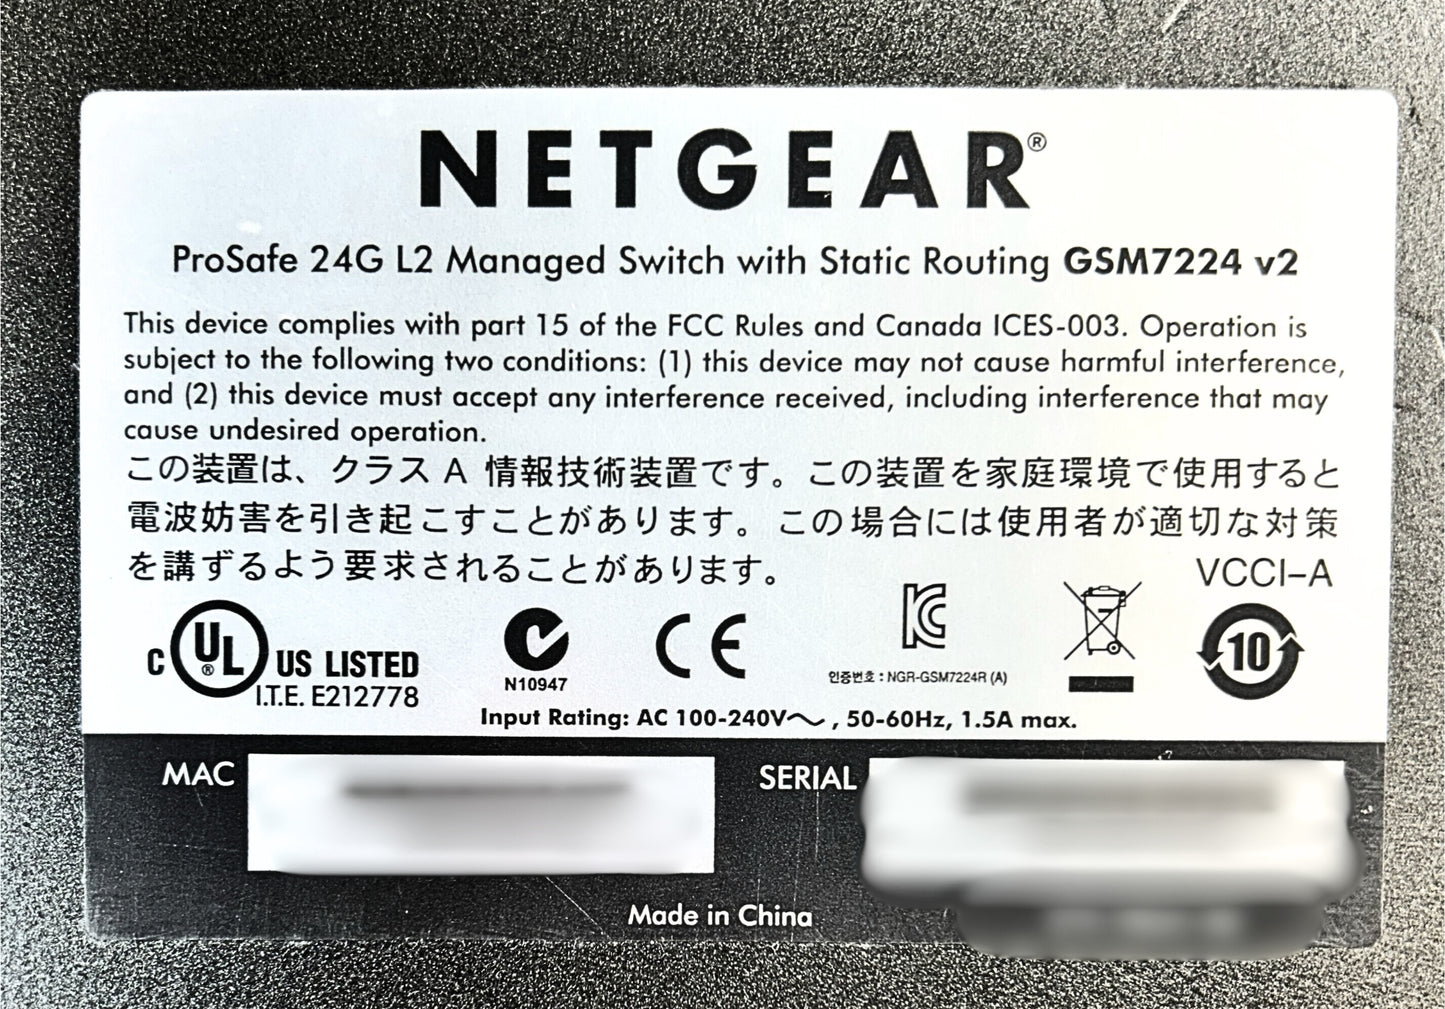 NETGEAR®
ProSafe 24G L2 Managed Switch with Static Routing GSM7224 v2
This device complies with part 15 of the FCC Rules and Canada ICES-003. Operation is
subject to the following two conditions: (1) this device may not cause harmful interference,
and (2) this device must accept any interference received, including interference that may
cause undesired operation.
この装置は、クラス A 情報技術装置です。この装置を家庭環境で使用すると
電波妨害を引き起こすことがあります。この場合には使用者が適切な対策
を講ずるよう要求されることがあります。
VCCI-A
C UL® US LISTED
I.T.E. E212778
N10947
CE
KC
인증번호 : NGR-GSM7224R (A)
10
Input Rating: AC 100-240V～, 50-60Hz, 1.5A max.
MAC
SERIAL
Made in China